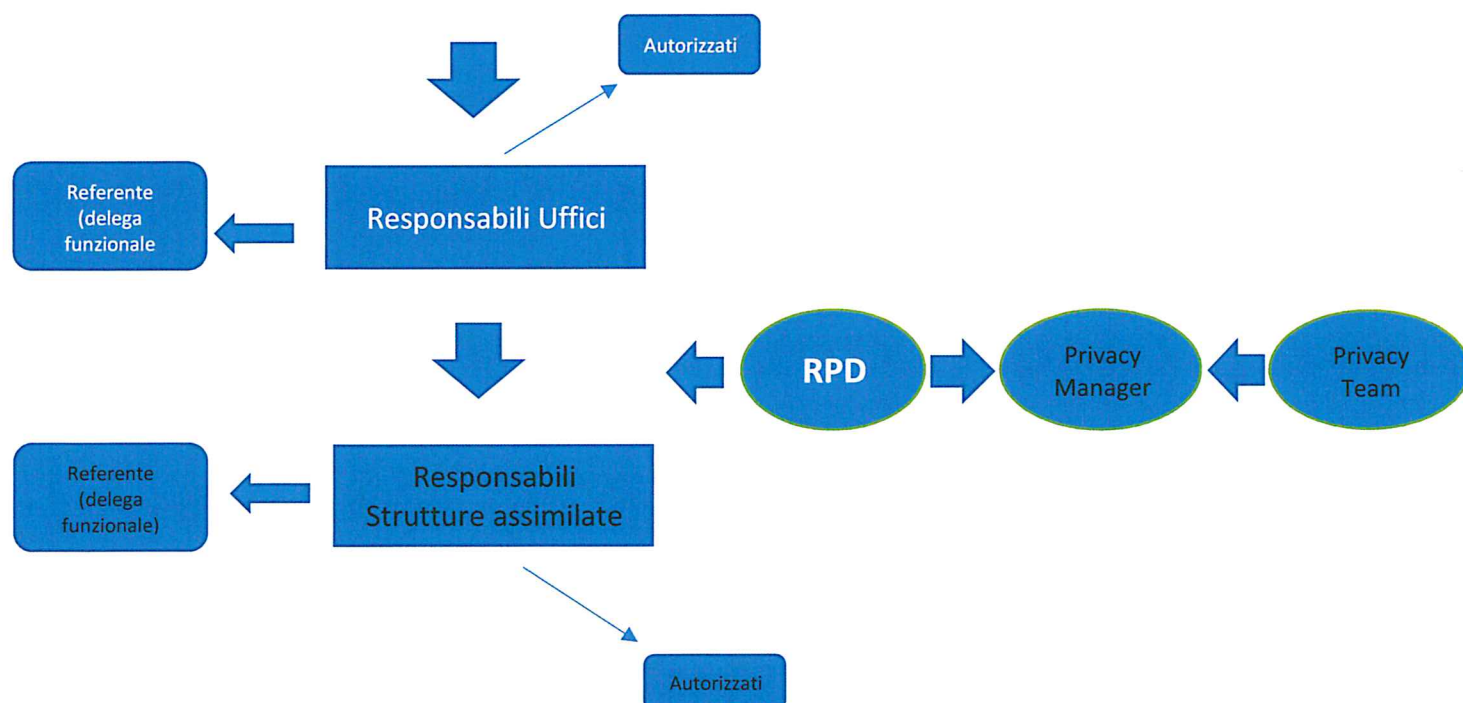 Autorizzati
Referente
(delega
funzionale
Responsabili Uffici
RPD
Privacy
Manager
Privacy
Team
Referente
(delega
funzionale)
Responsabili
Strutture assimilate
Autorizzati